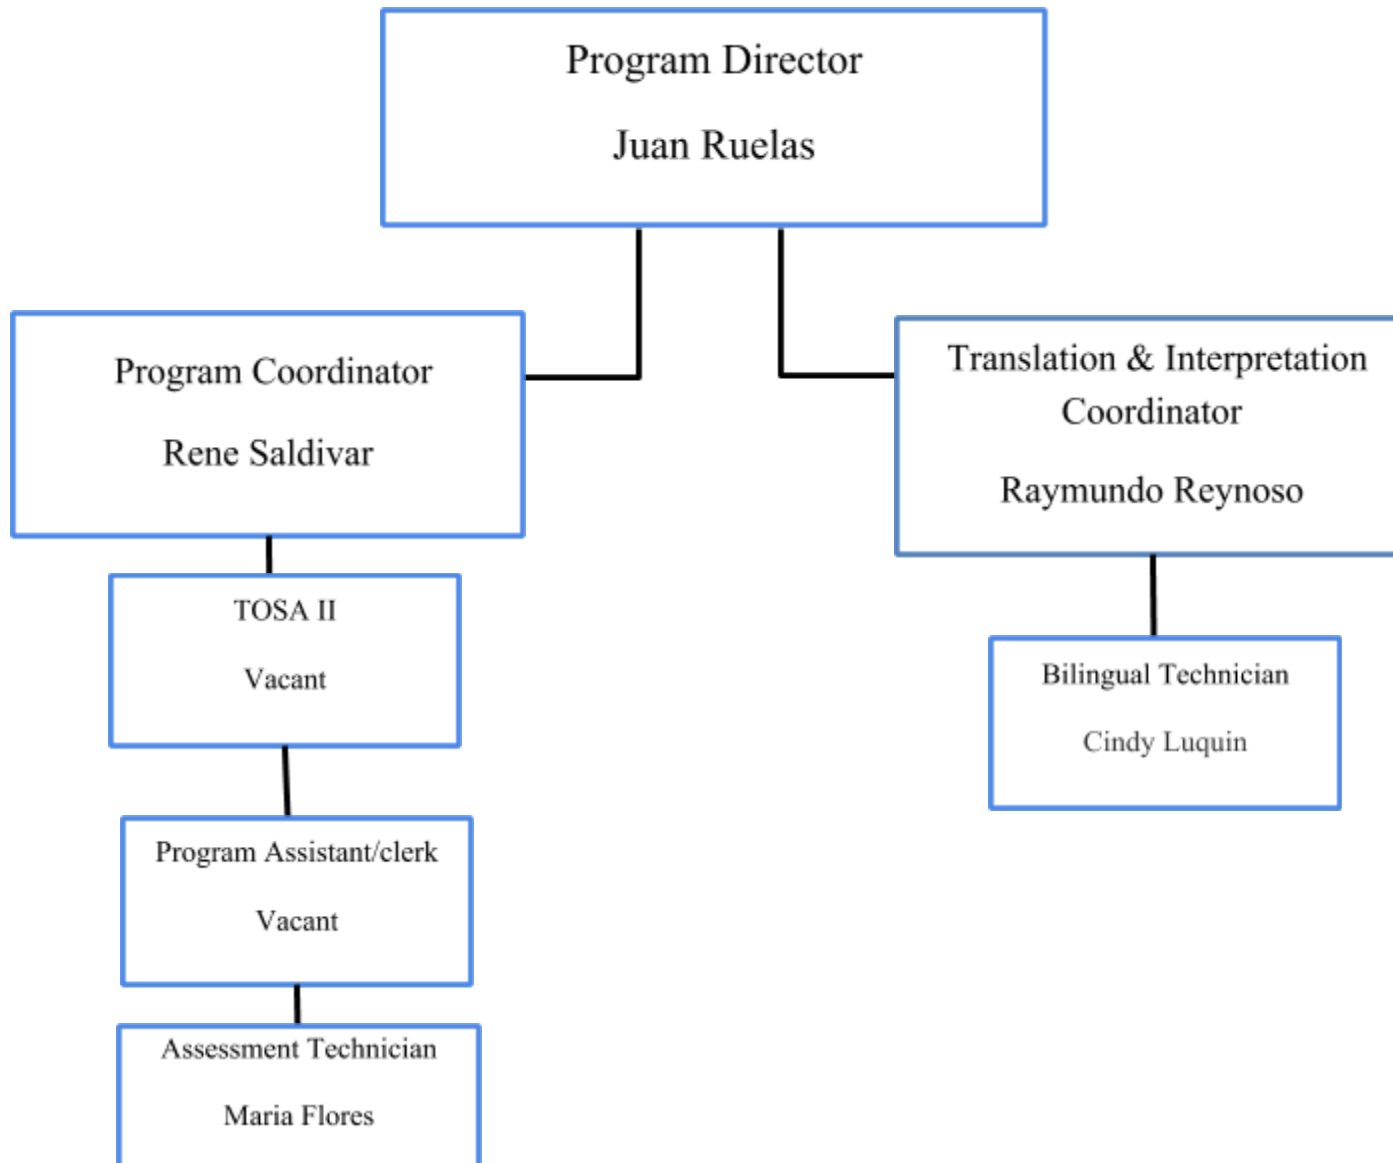 Program Director
Juan Ruelas
Program Coordinator
Rene Saldivar
Translation & Interpretation
Coordinator
Raymundo Reynoso
TOSA II
Vacant
Bilingual Technician
Cindy Luquin
Program Assistant/clerk
Vacant
Assessment Technician
Maria Flores